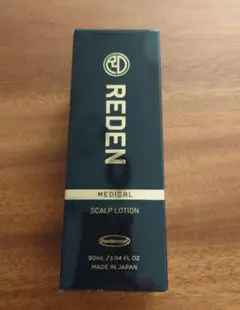 REDEN
MEDICAL
SCALP LOTION
90mL / 3.04 FL OZ
MADE IN JAPAN